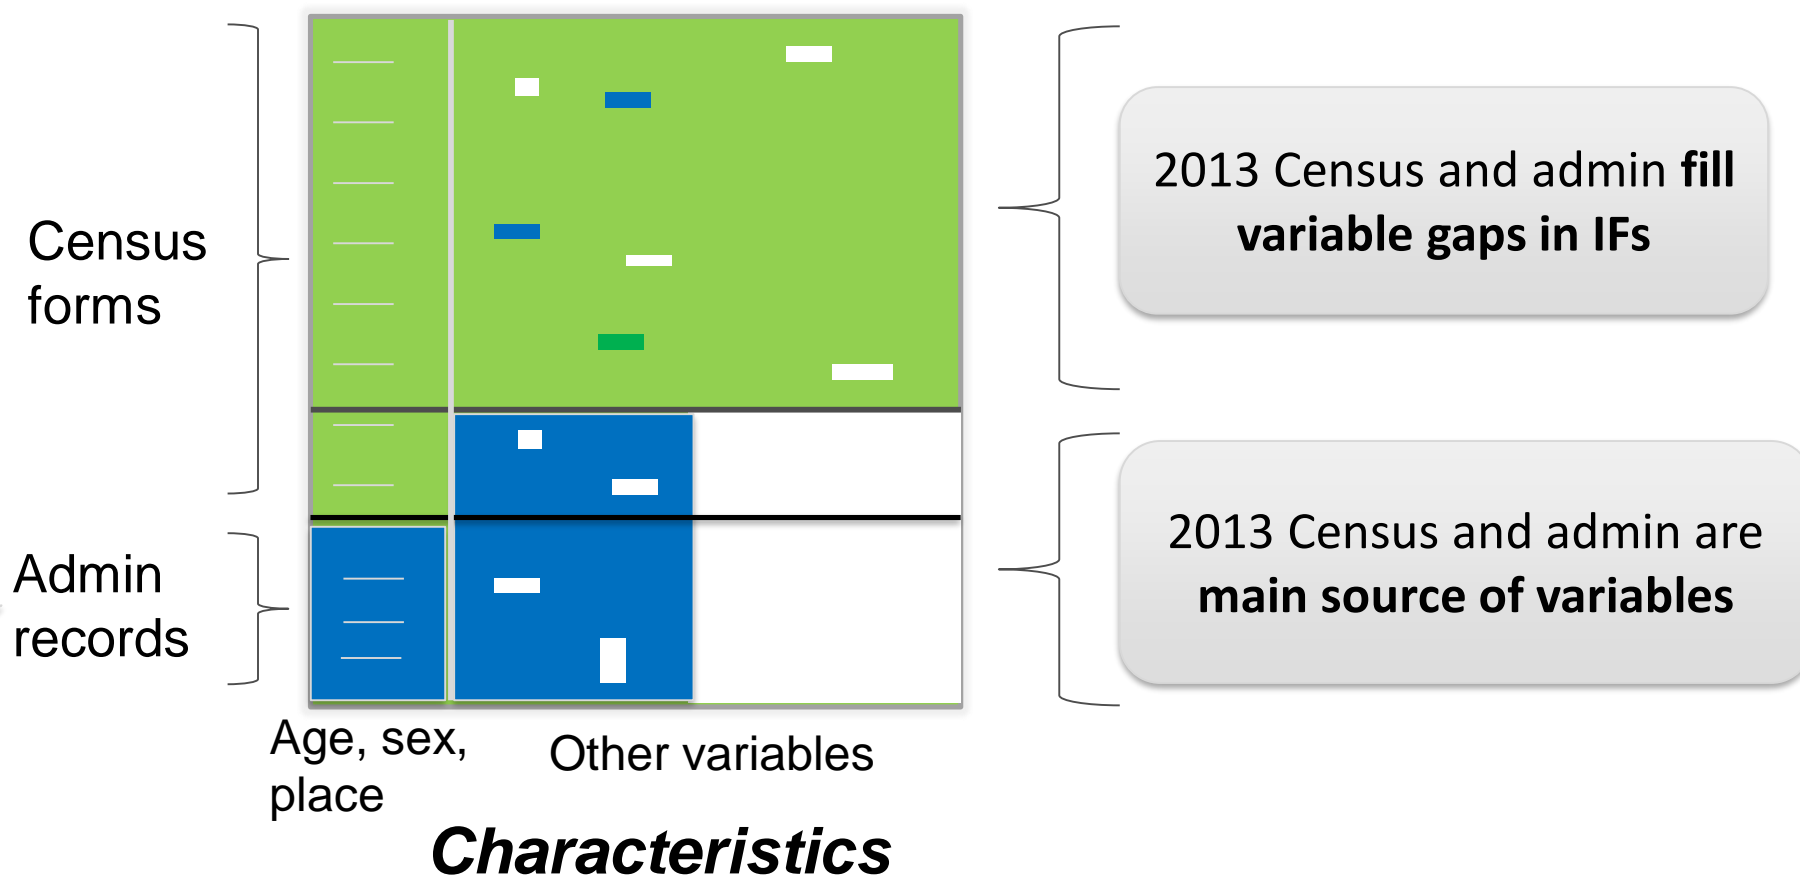 Census
forms
Admin
records
2013 Census and admin fill
variable gaps in IFs
2013 Census and admin are
main source of variables
Age, sex,
place
Other variables
Characteristics